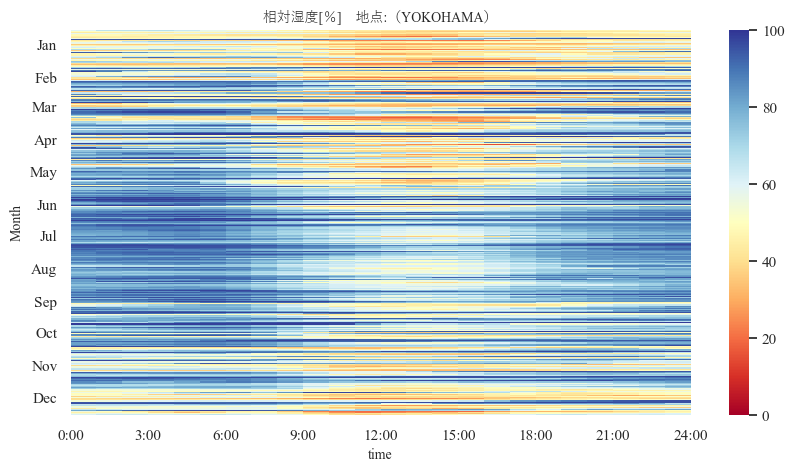 相対湿度[％]　地点:（YOKOHAMA）
Month
Jan
Feb
Mar
Apr
May
Jun
Jul
Aug
Sep
Oct
Nov
Dec
0:00 3:00 6:00 9:00 12:00 15:00 18:00 21:00 24:00
time
100
80
60
40
20
0